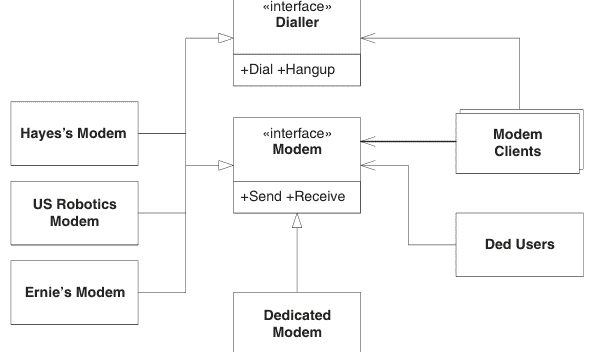 «interface»
Dialler
+Dial +Hangup
Hayes's Modem
«interface»
Modem
+Send +Receive
Modem
Clients
US Robotics
Modem
Ded Users
Ernie's Modem
Dedicated
Modem